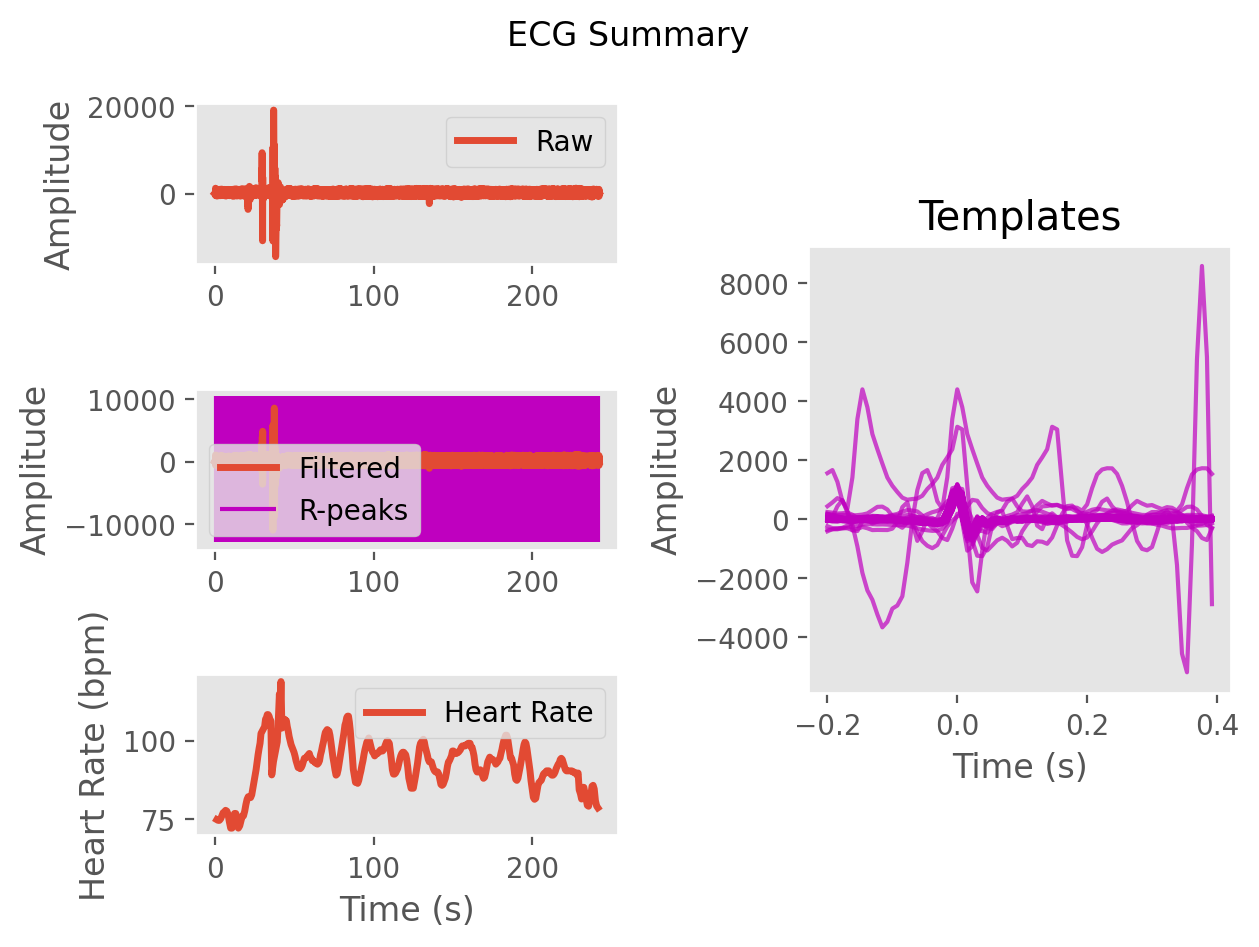 ECG Summary
20000
0
Amplitude
Raw
0 100 200
10000
0
−10000
Amplitude
Filtered
R-peaks
0 100 200
100
75
Heart Rate (bpm)
Heart Rate
0 100 200
Time (s)
Templates
8000
6000
4000
2000
0
−2000
−4000
Amplitude
−0.2 0.0 0.2 0.4
Time (s)